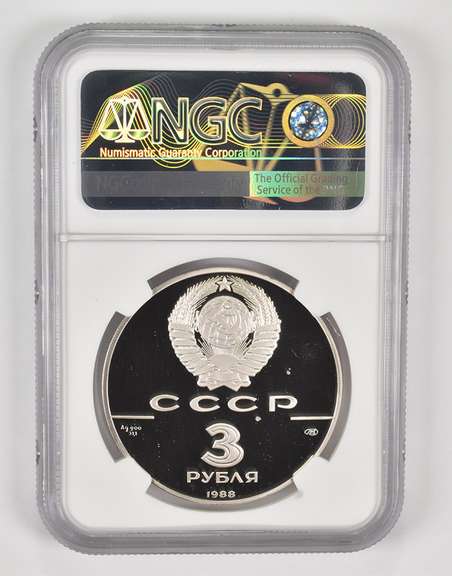 NGC
Numismatic Guaranty Corporation
The Official Grading
Service of the
СССР
Ag 900
3
РУБЛЯ
1988